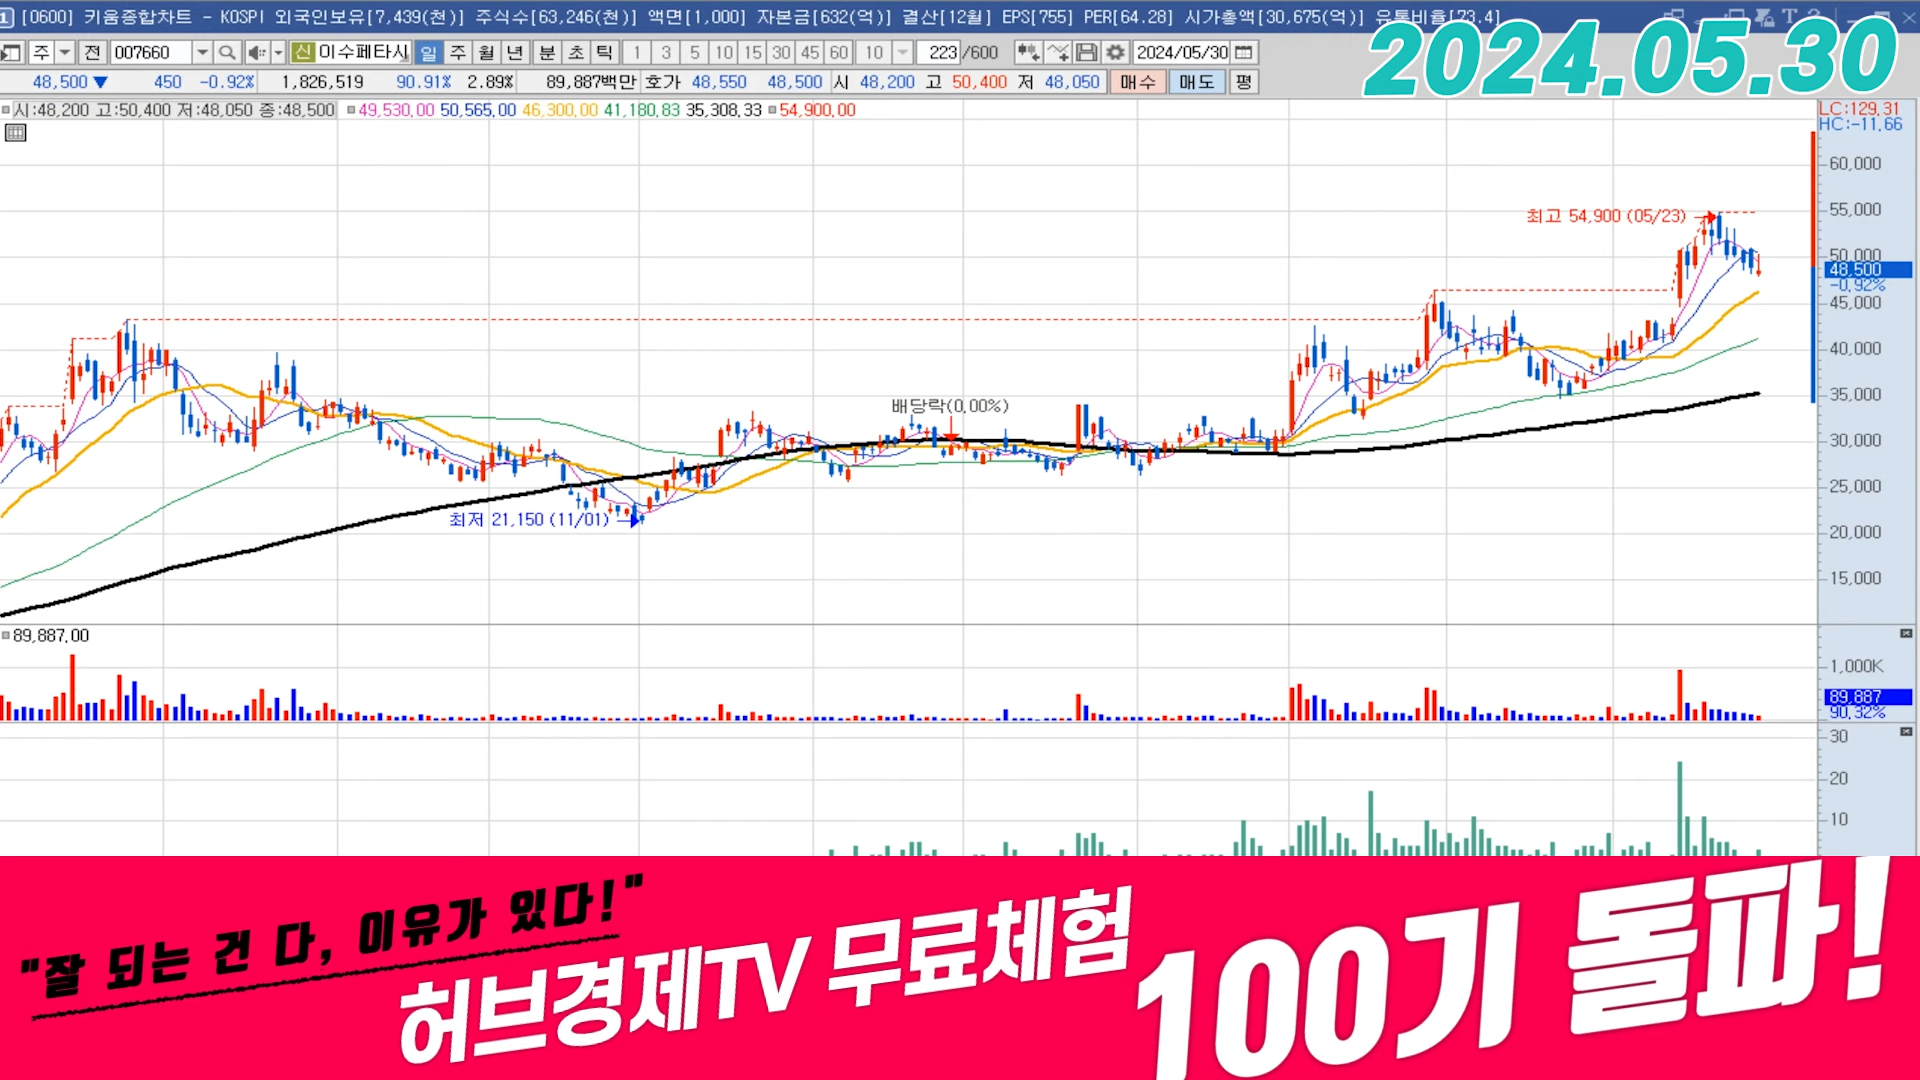 [0600] 키움종합차트 - KOSPI 외국인보유[7,439(천)] 주식수[63,246(천)] 액면[1,000] 자본금[632(억)] 결산[12월] EPS[755] PER[64.28] 시가총액[30,675(억)] 유통비율[73.4]
2024.05.30
주 전 007660 신 미수페타시 일 주 월 년 분 초 틱 1 3 5 10 15 30 45 60 10 223 /600 2024/05/30
48,500 ▼ 450 -0.92% 1,826,519 90.91% 2.89% 89,887백만 호가 48,550 48,500 시 48,200 고 50,400 저 48,050 매수 매도 평
시:48,200 고:50,400 저:48,050 종:48,500 49,530.00 50,565.00 46,300.00 41,180.83 35,308.33 54,900.00
LC:129.31
HC:-11.66
60,000
최고 54,900 (05/23)
55,000
50,000
48,500
-0.92%
45,000
40,000
35,000
배당락(0.00%)
30,000
25,000
최저 21,150 (11/01)
20,000
15,000
89,887.00
1,000K
89,887
90.32%
30
20
10
"잘 되는 건 다, 이유가 있다!"
허브경제TV 무료체험
100기 돌파!